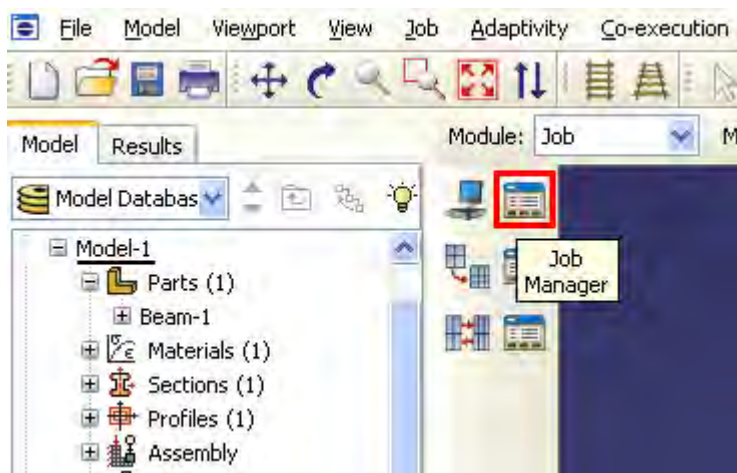 File Model Viewport View Job Adaptivity Co-execution
Model Results
Module: Job
Model Databas
Model-1
Parts (1)
Beam-1
Materials (1)
Sections (1)
Profiles (1)
Assembly
Job
Manager